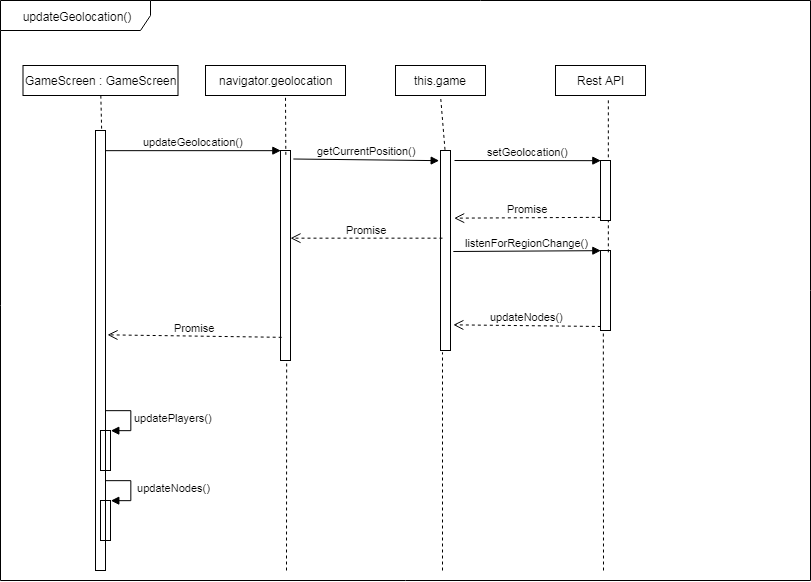 updateGeolocation()
GameScreen : GameScreen
navigator.geolocation
this.game
Rest API
updateGeolocation()
getCurrentPosition()
setGeolocation()
Promise
Promise
listenForRegionChange()
updateNodes()
Promise
updatePlayers()
updateNodes()